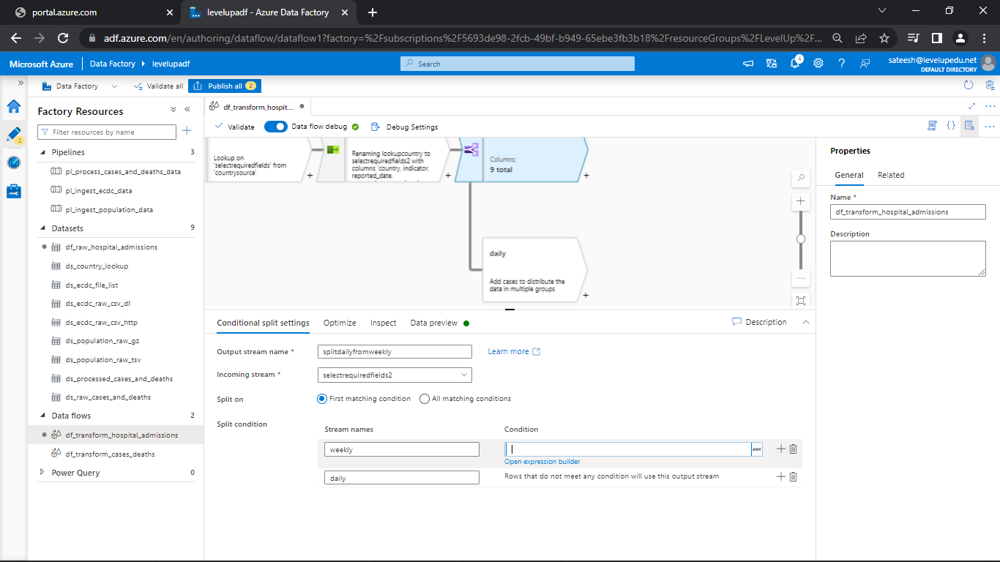 portal.azure.com
levelupadf - Azure Data Factory
adf.azure.com/en/authoring/dataflow/dataflow1?factory=%2Fsubscriptions%2F5693de98-2fcb-49bf-b949-65ebe3fb3b18%2FresourceGroups%2FLevelUp%2F...
Microsoft Azure
Data Factory
levelupadf
Search
4
sateesh@levelupedu.net
DEFAULT DIRECTORY
Data Factory
Validate all
Publish all 2
2
Factory Resources
Filter resources by name
Pipelines 3
pl_process_cases_and_deaths_data
pl_ingest_ecdc_data
pl_ingest_population_data
Datasets 9
df_raw_hospital_admissions
ds_country_lookup
ds_ecdc_file_list
ds_ecdc_raw_csv_dl
ds_ecdc_raw_csv_http
ds_population_raw_gz
ds_population_raw_tsv
ds_processed_cases_and_deaths
ds_raw_cases_and_deaths
Data flows 2
df_transform_hospital_admissions
df_transform_cases_deaths
Power Query 0
df_transform_hospit...
Validate
Data flow debug
Debug Settings
Lookup on
'selectrequiredfields' from
'countrysource'
Renaming lookupcountry to
selectrequiredfields2 with
columns 'country, indicator,
reported_date,
Columns:
9 total
daily
Add cases to distribute the
data in multiple groups
Conditional split settings
Optimize
Inspect
Data preview
Description
Output stream name *
splitdailyfromweekly
Learn more
Incoming stream *
selectrequiredfields2
Split on
First matching condition
All matching conditions
Split condition
Stream names
Condition
weekly
ANY
Open expression builder
daily
Rows that do not meet any condition will use this output stream
Properties
General
Related
Name *
df_transform_hospital_admissions
Description